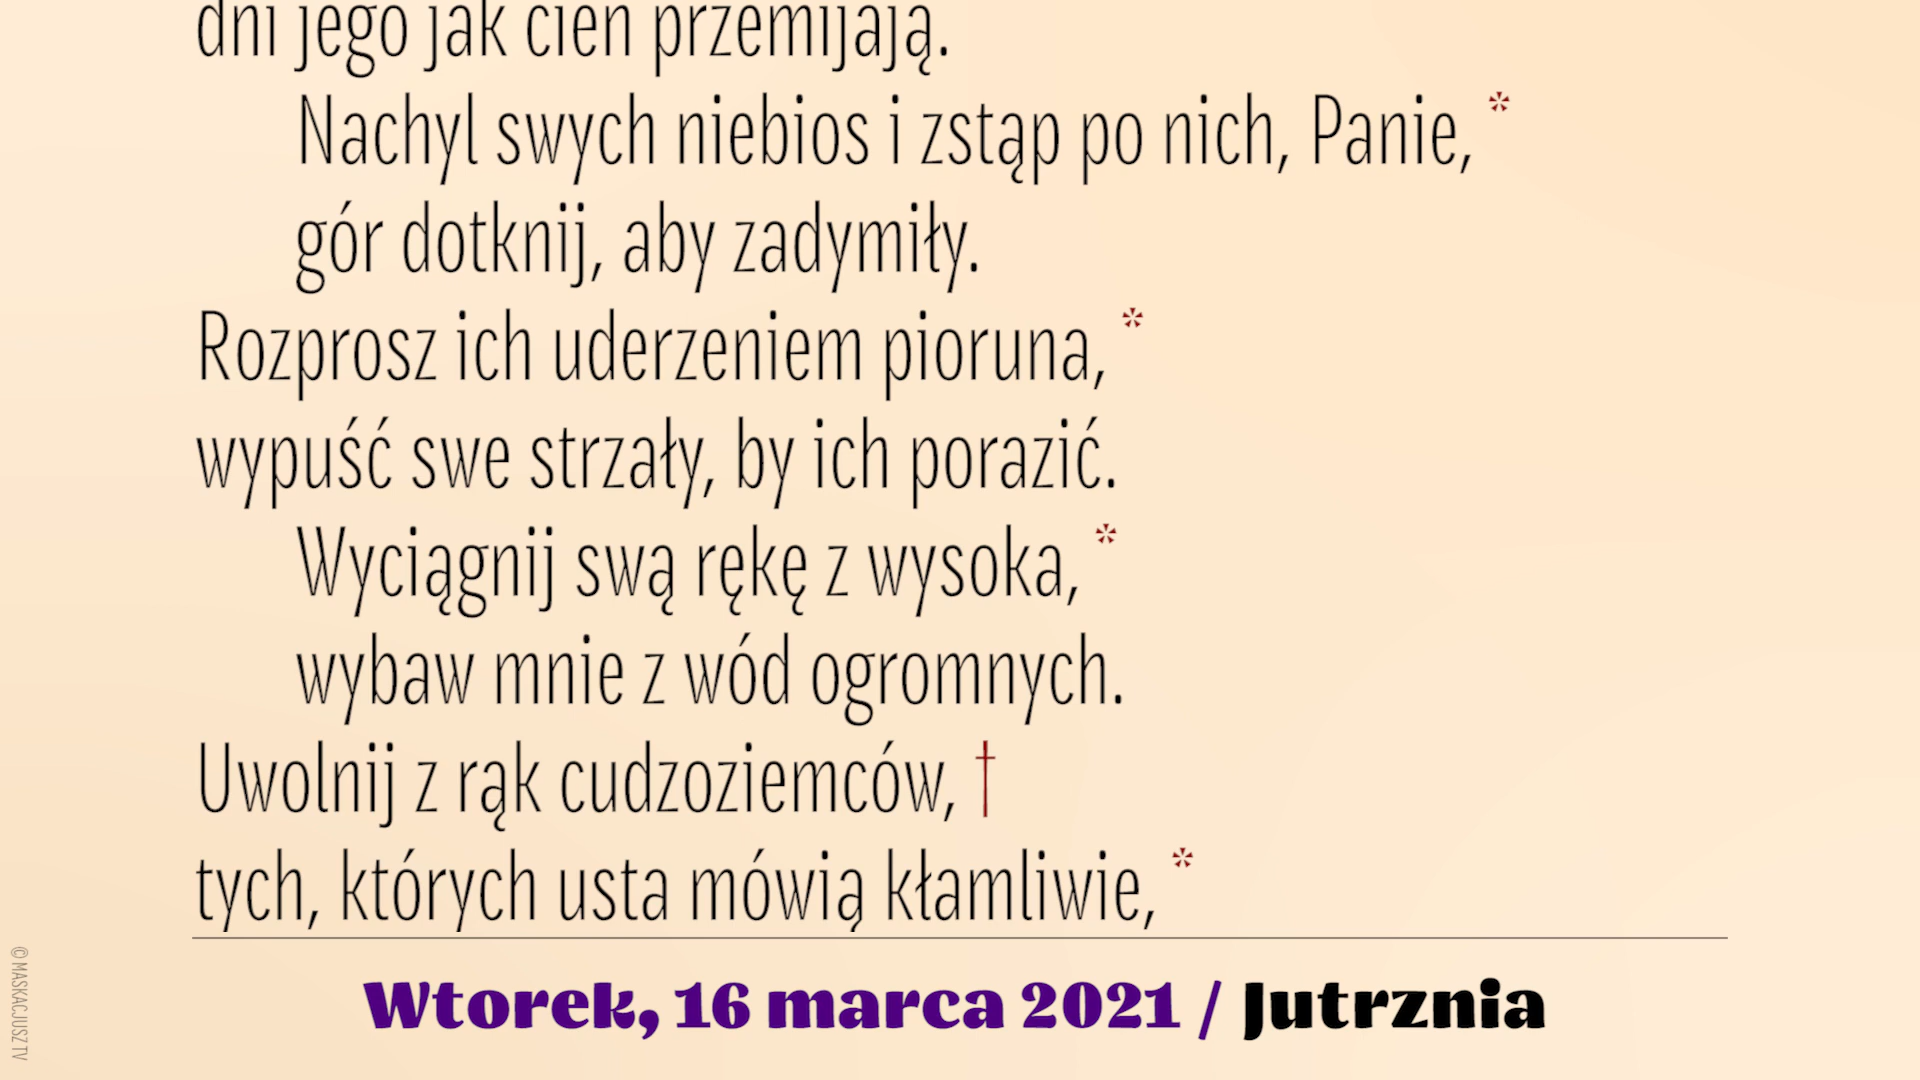 dni jego jak cień przemijają.
Nachyl swych niebios i zstąp po nich, Panie, *
gór dotknij, aby zadymiły.
Rozprosz ich uderzeniem pioruna, *
wypuść swe strzały, by ich porazić.
Wyciągnij swą rękę z wysoka, *
wybaw mnie z wód ogromnych.
Uwolnij z rąk cudzoziemców, †
tych, których usta mówią kłamliwie, *
Wtorek, 16 marca 2021 / Jutrznia
© MASKACJUSZ TV